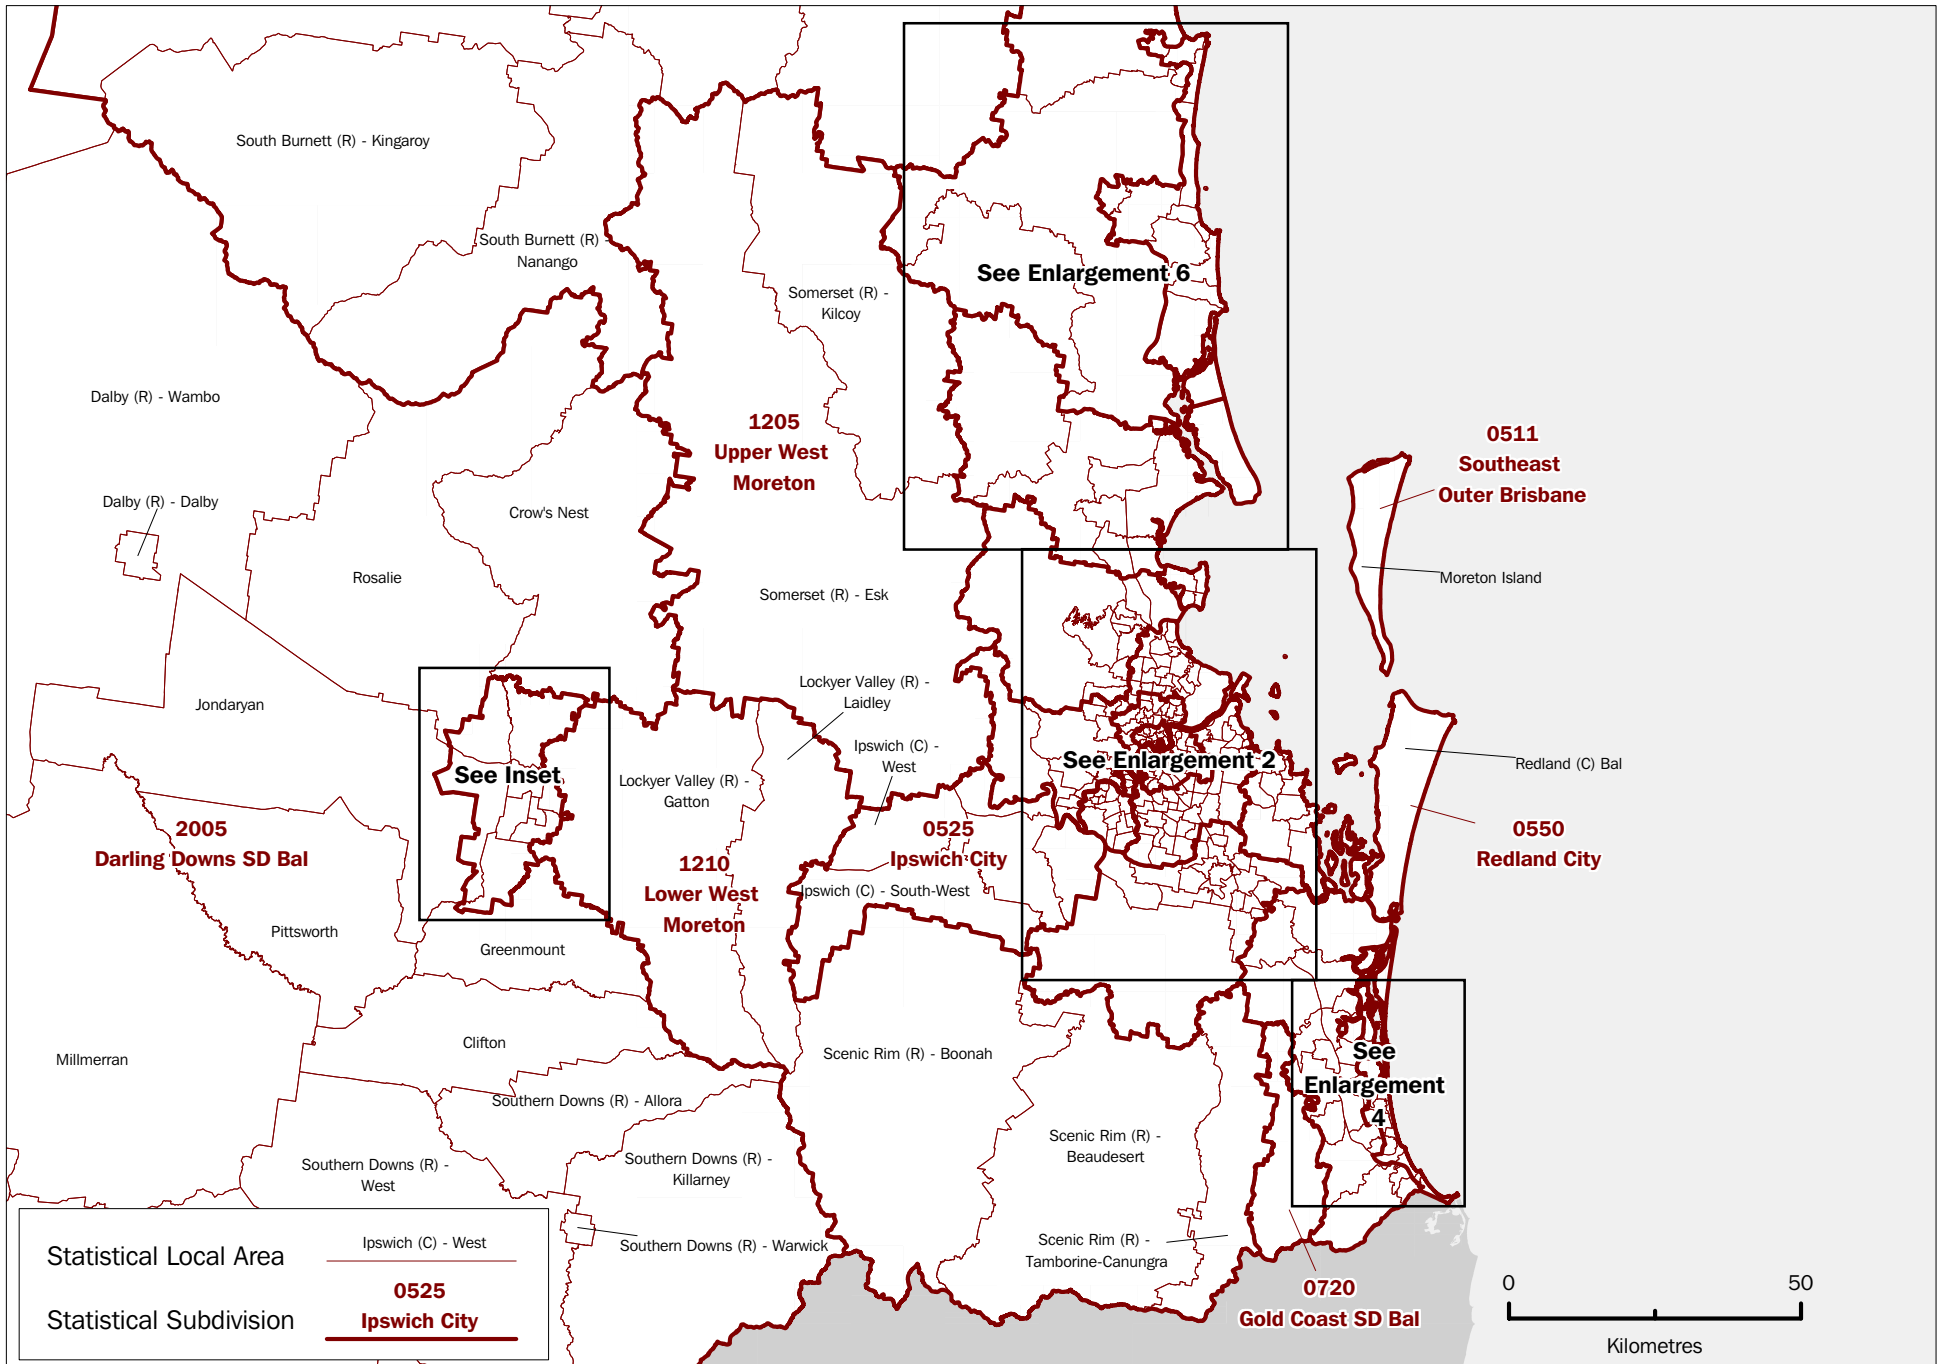 South Burnett (R) - Kingaroy
South Burnett (R) -
Nanango
See Enlargement 6
Somerset (R) -
Kilcoy
Dalby (R) - Wambo
1205
Upper West
Moreton
0511
Southeast
Outer Brisbane
Dalby (R) - Dalby
Crow's Nest
Rosalie
Moreton Island
Somerset (R) - Esk
Lockyer Valley (R) -
Laidley
Jondaryan
Ipswich (C) -
West
See Enlargement 2
Redland (C) Bal
See Inset
Lockyer Valley (R) -
Gatton
2005
Darling Downs SD Bal
0525
Ipswich City
0550
Redland City
1210
Lower West
Moreton
Ipswich (C) - South-West
Pittsworth
Greenmount
Clifton
Millmerran
Scenic Rim (R) - Boonah
See
Enlargement
4
Southern Downs (R) - Allora
Scenic Rim (R) -
Beaudesert
Southern Downs (R) -
West
Southern Downs (R) -
Killarney
Southern Downs (R) - Warwick
Scenic Rim (R) -
Tamborine-Canungra
0720
Gold Coast SD Bal
Statistical Local Area
Ipswich (C) - West
Statistical Subdivision
0525
Ipswich City
0 50
Kilometres